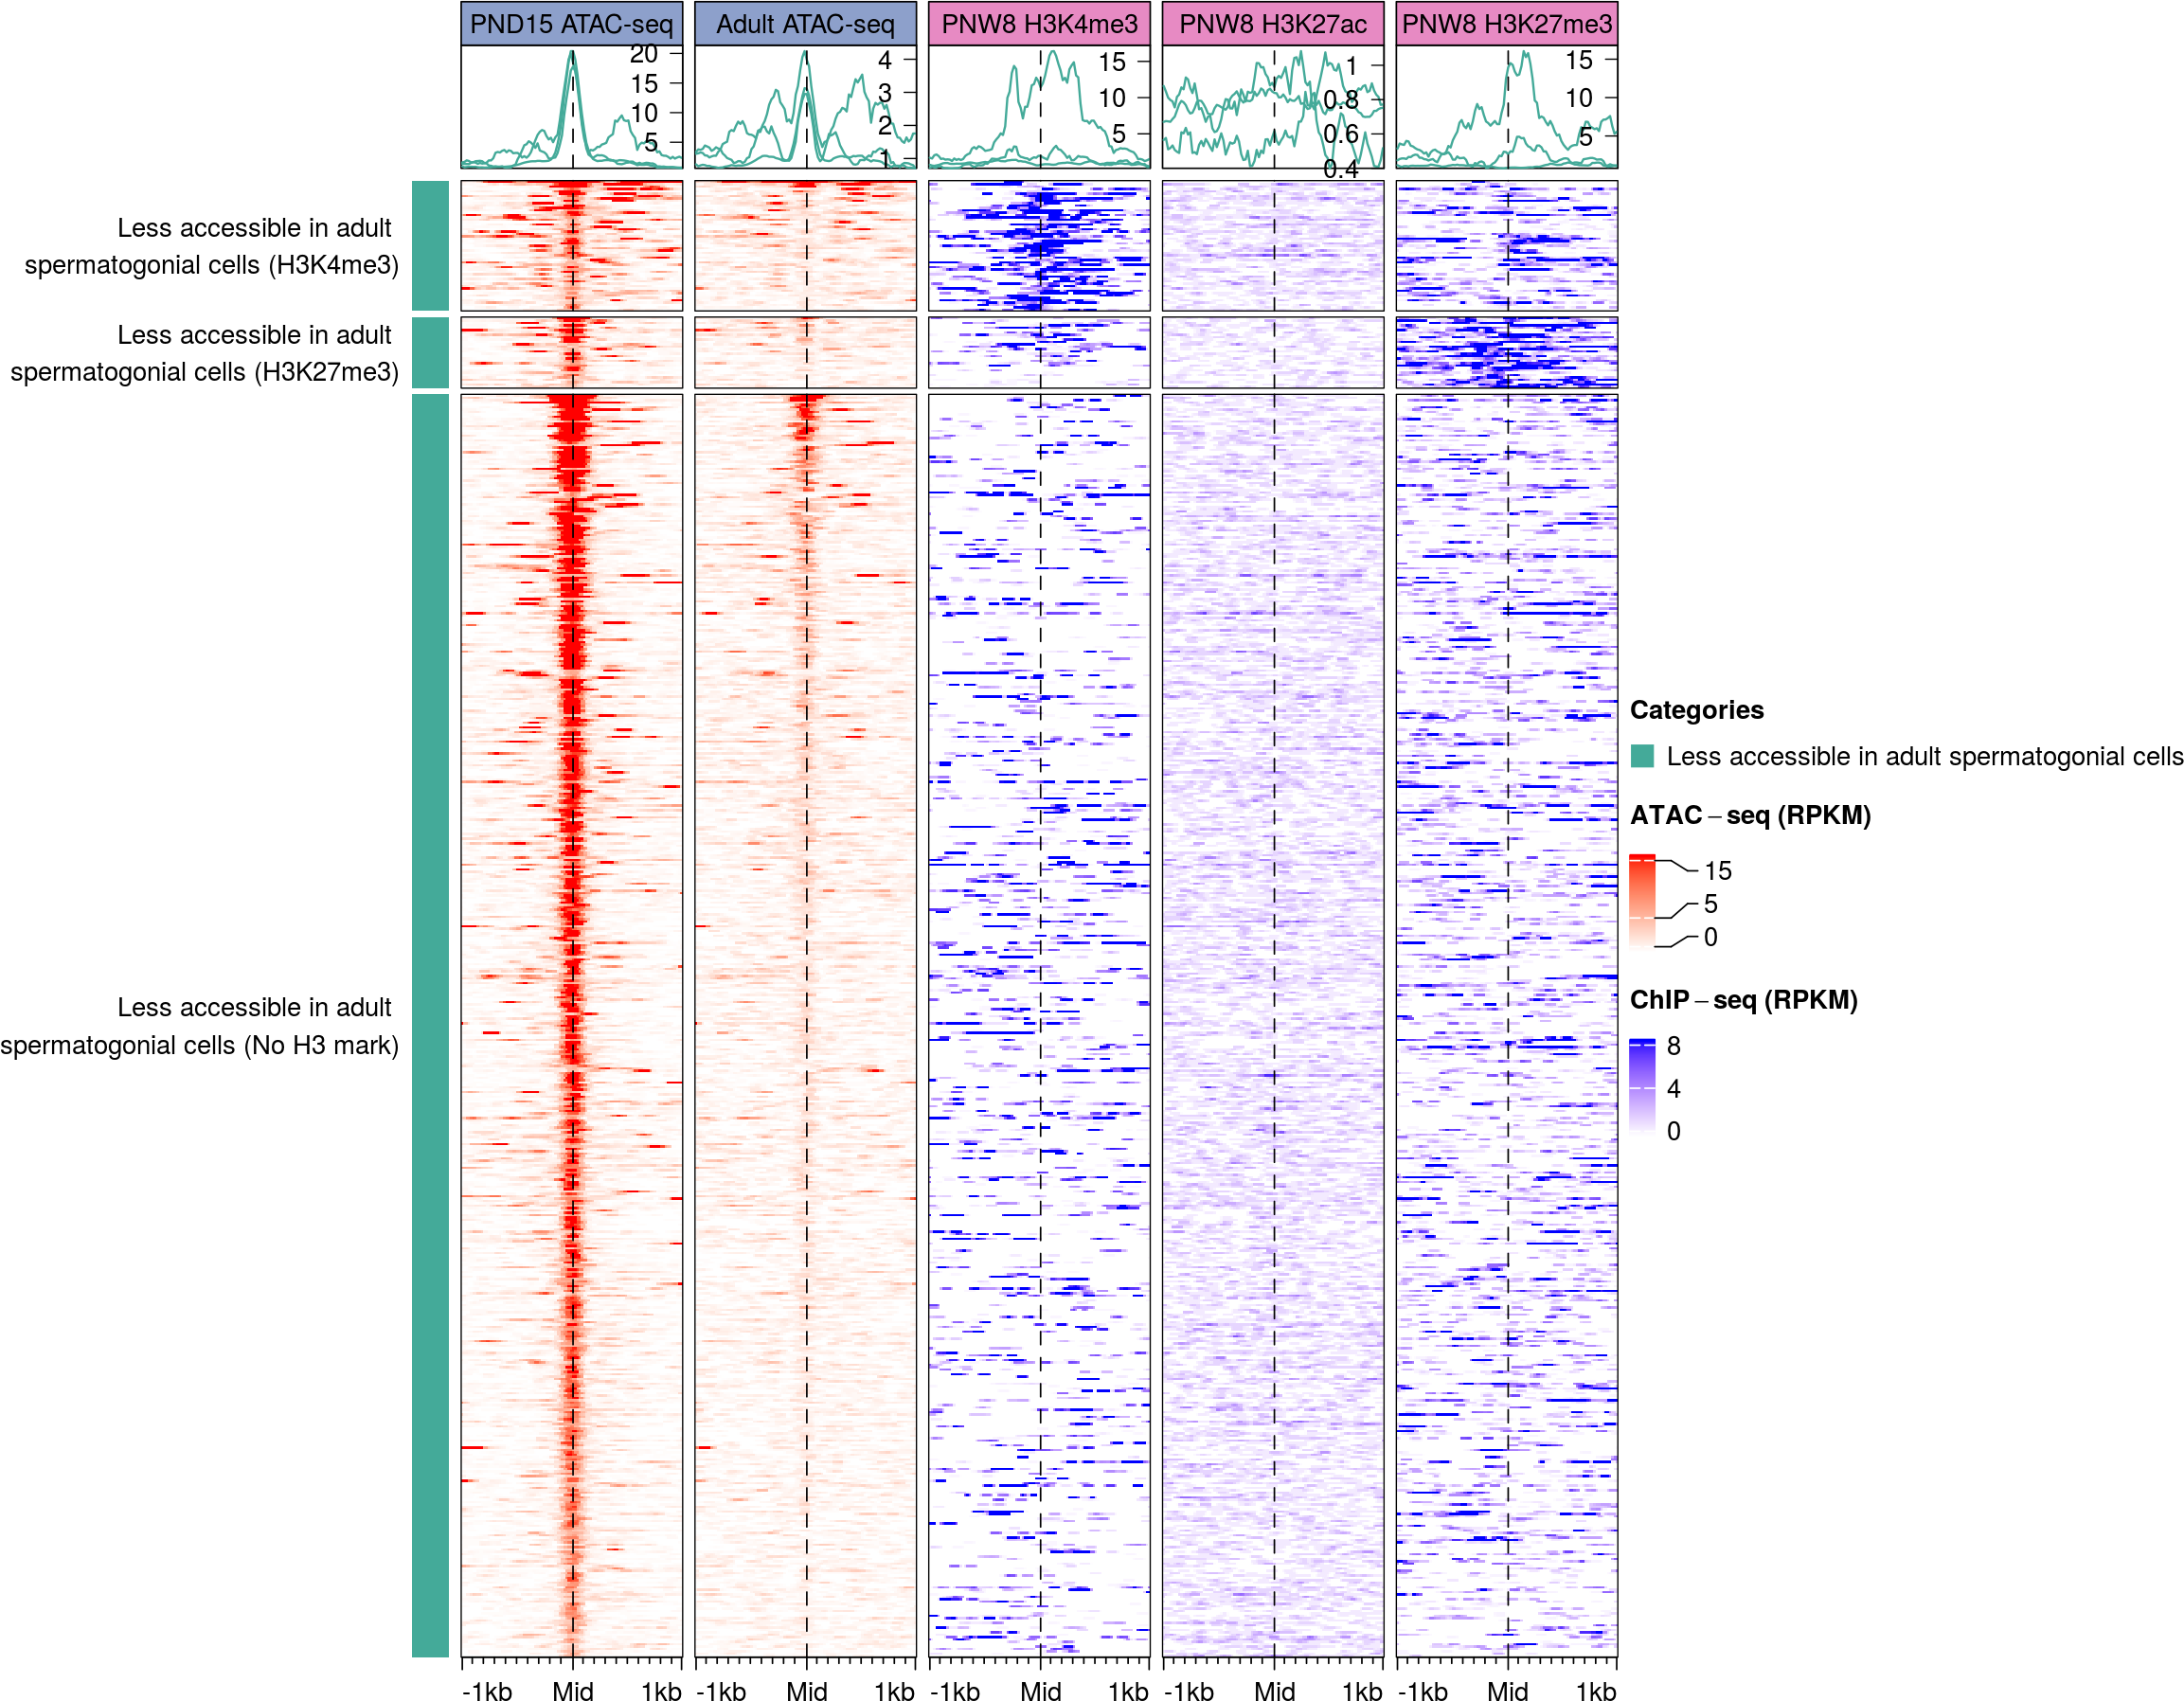 PND15 ATAC-seq
Adult ATAC-seq
PNW8 H3K4me3
PNW8 H3K27ac
PNW8 H3K27me3
20
15
10
5
4
3
2
1
15
10
5
1
0.8
0.6
0.4
15
10
5
Less accessible in adult
spermatogonial cells (H3K4me3)
Less accessible in adult
spermatogonial cells (H3K27me3)
Less accessible in adult
spermatogonial cells (No H3 mark)
Categories
Less accessible in adult spermatogonial cells
ATAC–seq (RPKM)
15
5
0
ChIP–seq (RPKM)
8
4
0
-1kb Mid 1kb
-1kb Mid 1kb
-1kb Mid 1kb
-1kb Mid 1kb
-1kb Mid 1kb